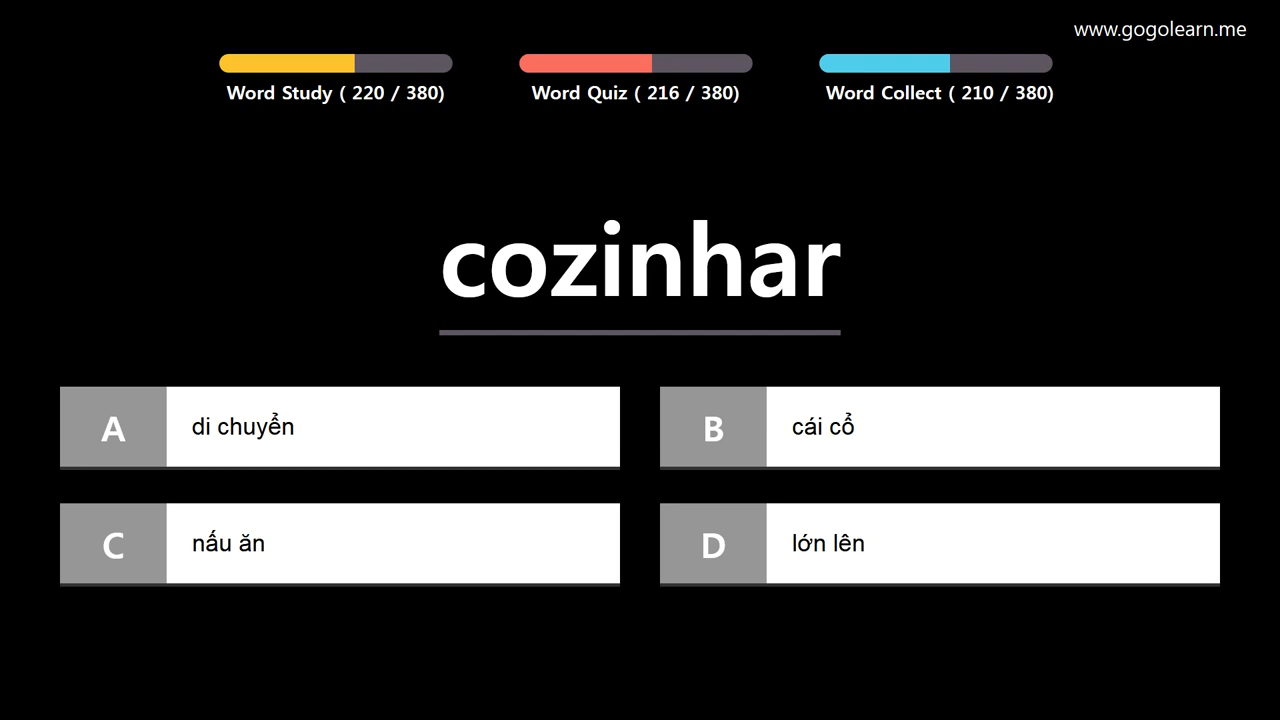 www.gogolearn.me
Word Study ( 220 / 380)
Word Quiz ( 216 / 380)
Word Collect ( 210 / 380)
cozinhar
A di chuyển
B cái cổ
C nấu ăn
D lớn lên